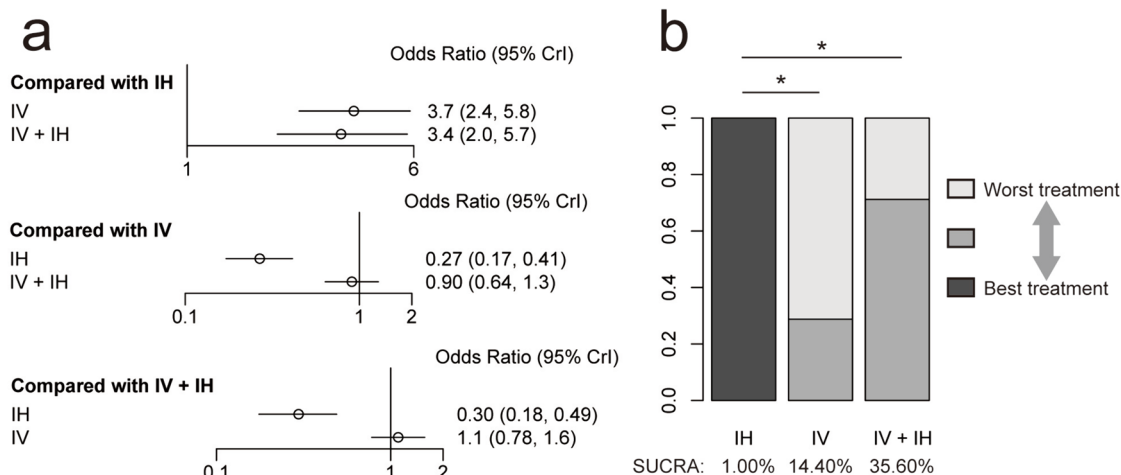 a
Odds Ratio (95% CrI)
Compared with IH
IV 3.7 (2.4, 5.8)
IV + IH 3.4 (2.0, 5.7)
1 6
Odds Ratio (95% CrI)
Compared with IV
IH 0.27 (0.17, 0.41)
IV + IH 0.90 (0.64, 1.3)
0.1 1 2
Odds Ratio (95% CrI)
Compared with IV + IH
IH 0.30 (0.18, 0.49)
IV 1.1 (0.78, 1.6)
0.1 1 2
b
*
*
1.0
0.8
0.6
0.4
0.2
0.0
Worst treatment
Best treatment
IH IV IV + IH
SUCRA: 1.00% 14.40% 35.60%